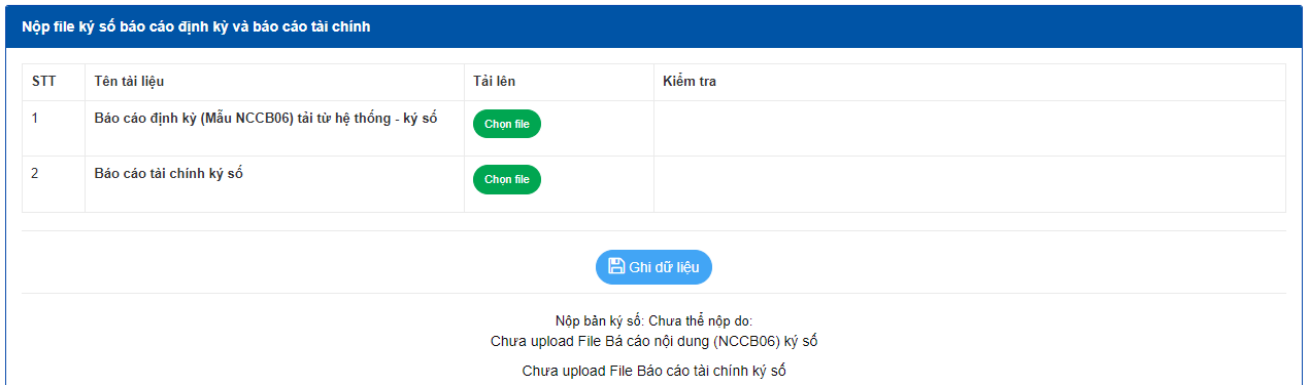 Nộp file ký số báo cáo định kỳ và báo cáo tài chính
STT Tên tài liệu Tải lên Kiểm tra
1 Báo cáo định kỳ (Mẫu NCCB06) tải từ hệ thống - ký số Chọn file
2 Báo cáo tài chính ký số Chọn file
Ghi dữ liệu
Nộp bản ký số: Chưa thể nộp do:
Chưa upload File Bá cáo nội dung (NCCB06) ký số
Chưa upload File Báo cáo tài chính ký số